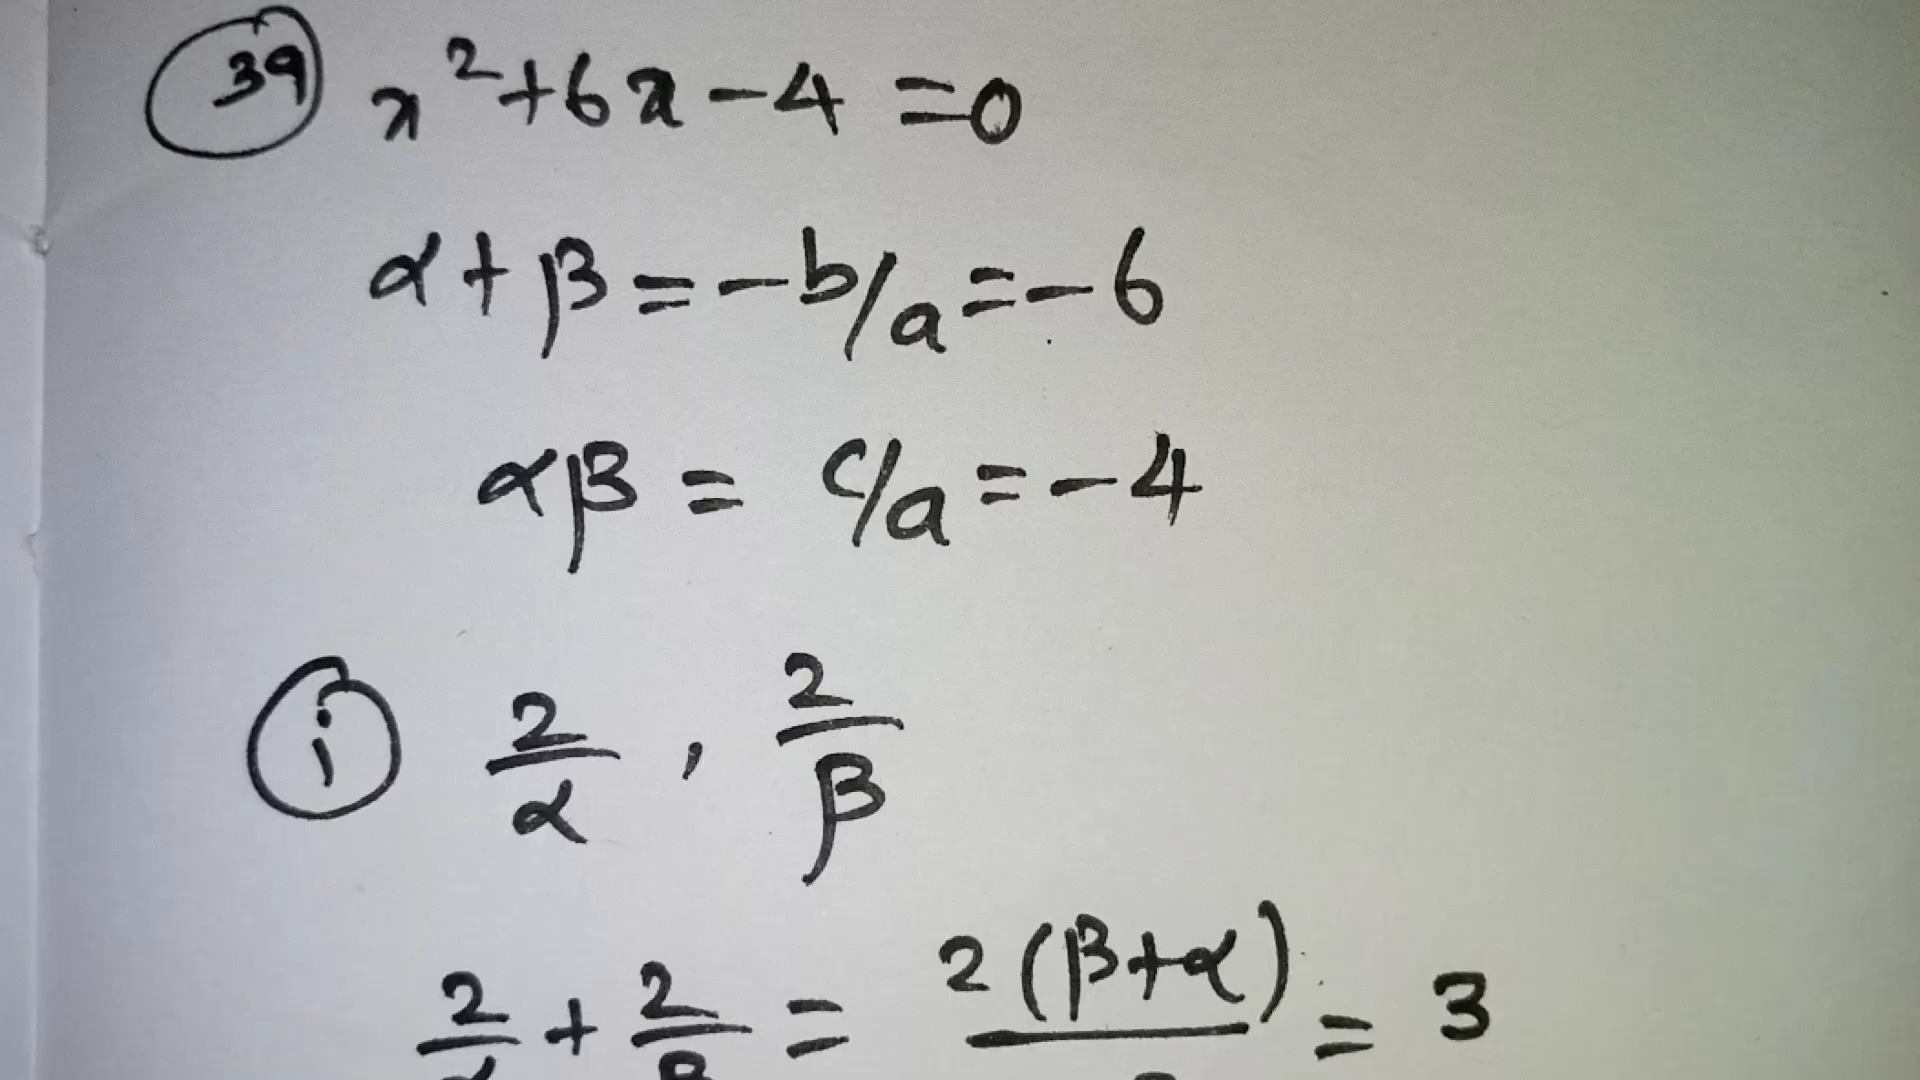 39 x²+6x-4=0
α+β=-b/a=-6
αβ=c/a=-4
i 2/α, 2/β
2/α+2/β=2(β+α)/ =3